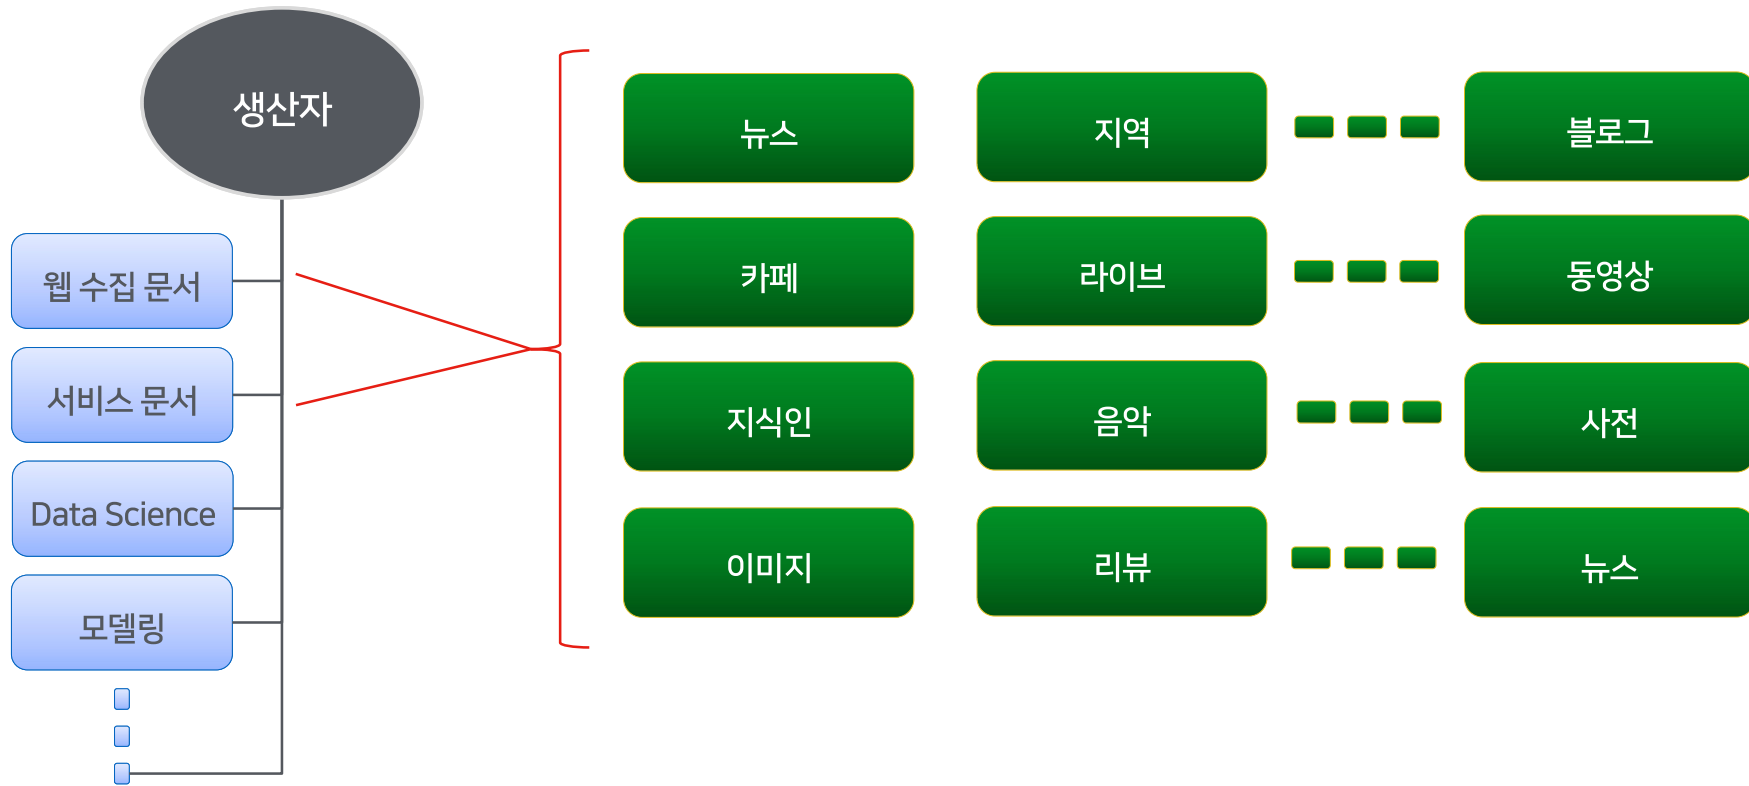 생산자
웹 수집 문서
서비스 문서
Data Science
모델링
뉴스
지역
블로그
카페
라이브
동영상
지식인
음악
사전
이미지
리뷰
뉴스